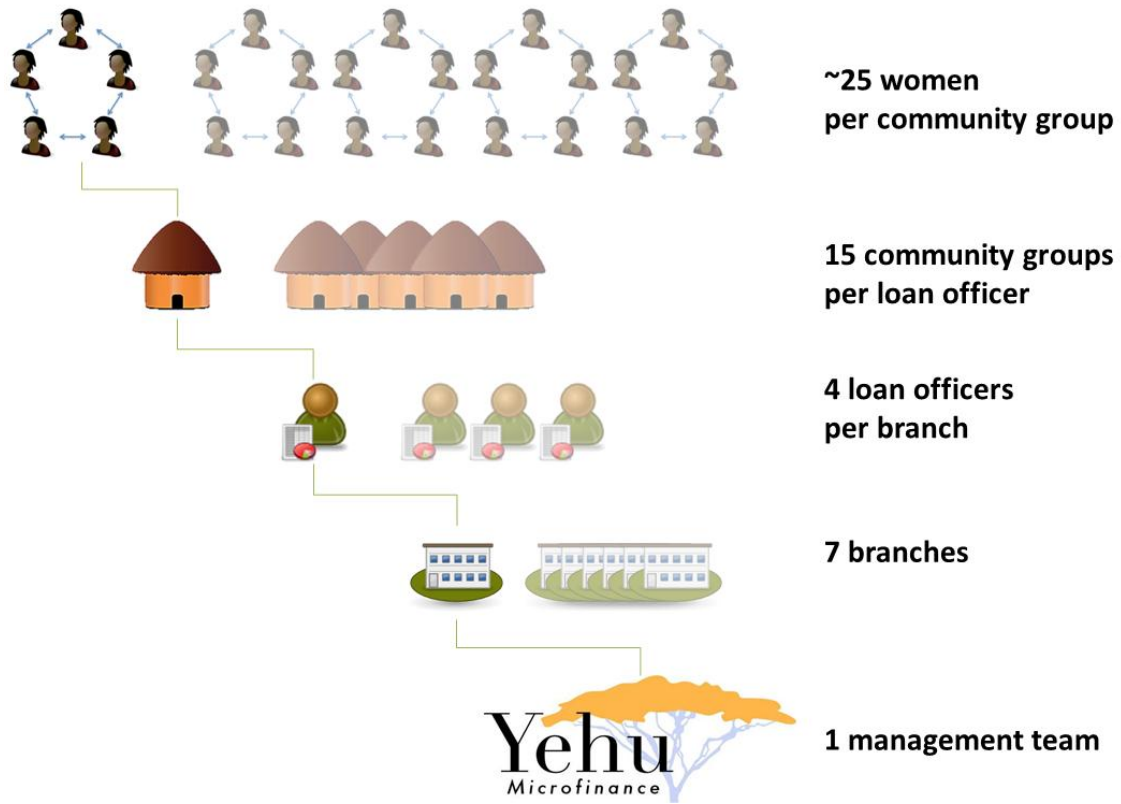 ~25 women
per community group
15 community groups
per loan officer
4 loan officers
per branch
7 branches
Yehu
Microfinance
1 management team